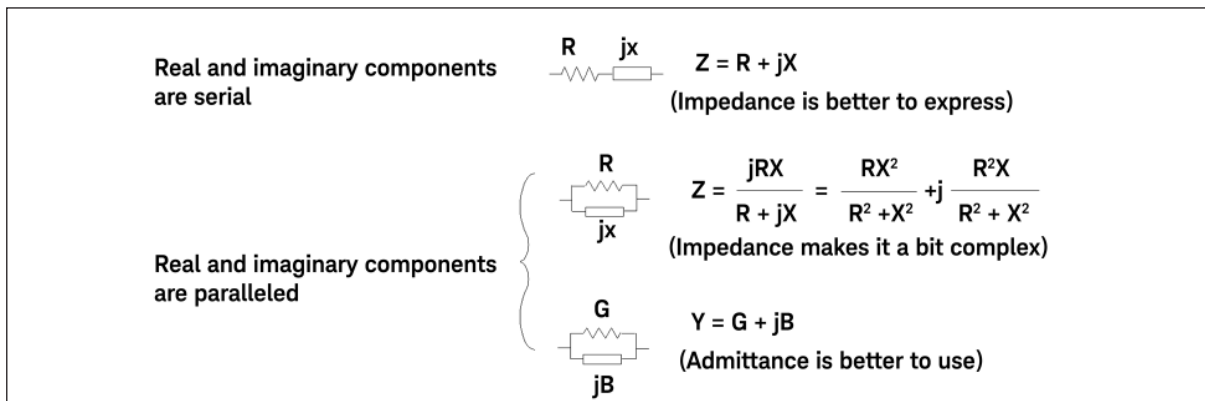 Real and imaginary components
are serial
R jx
Z = R + jX
(Impedance is better to express)
Real and imaginary components
are paralleled
R
jx
Z = jRX / R + jX = RX² / R² +X² +j R²X / R² + X²
(Impedance makes it a bit complex)
G
jB
Y = G + jB
(Admittance is better to use)